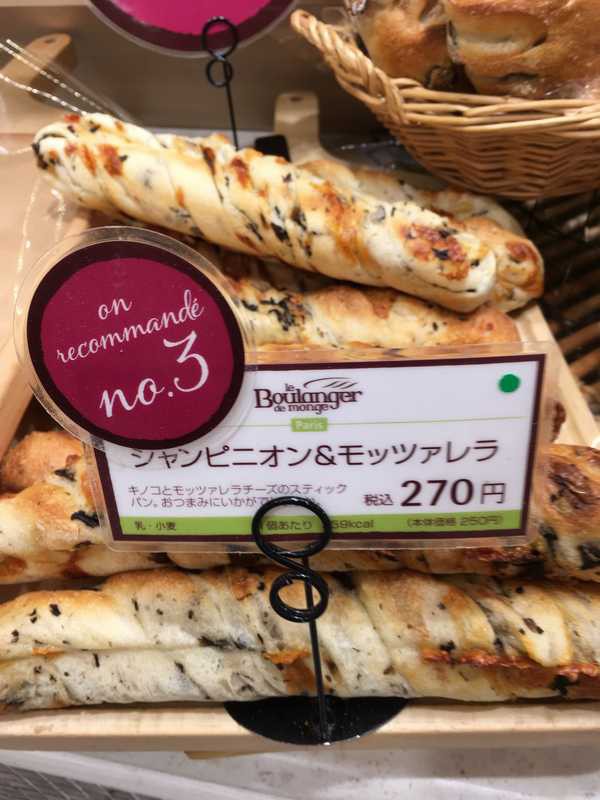 on
recommandé
no.3
le
Boulanger
de monge
Paris
シャンピニオン&モッツァレラ
キノコとモッツァレラチーズのスティック
パン。おつまみにいかがで
税込 270円
乳・小麦
個あたり
59kcal
(本体価格 250円)